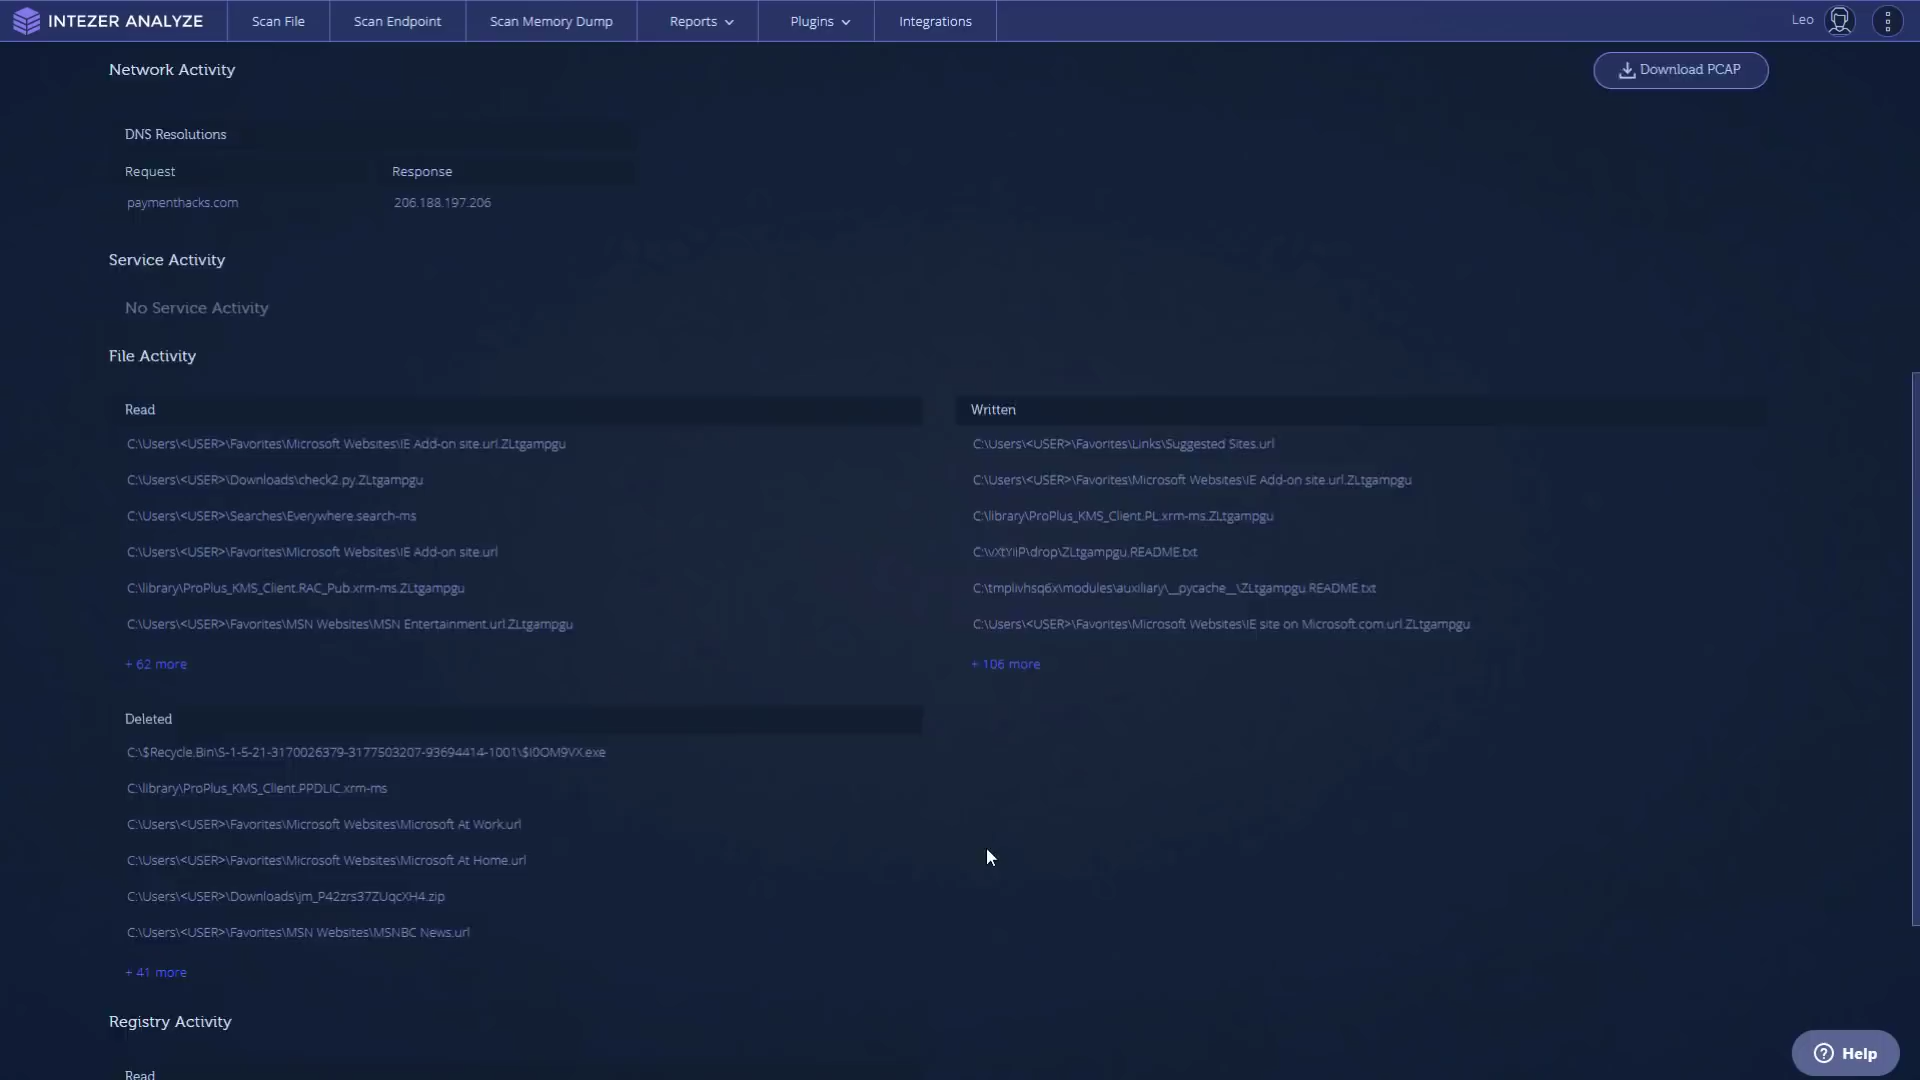 INTEZER ANALYZE Scan File Scan Endpoint Scan Memory Dump Reports Plugins Integrations Leo
Network Activity Download PCAP
DNS Resolutions
Request Response
paymenthacks.com 206.188.197.206
Service Activity
No Service Activity
File Activity
Read
C:\Users\<USER>\Favorites\Microsoft Websites\IE Add-on site.url.ZLtgampgu
C:\Users\<USER>\Downloads\check2.py.ZLtgampgu
C:\Users\<USER>\Searches\Everywhere.search-ms
C:\Users\<USER>\Favorites\Microsoft Websites\IE Add-on site.url
C:\library\ProPlus_KMS_Client.RAC_Pub.xrm-ms.ZLtgampgu
C:\Users\<USER>\Favorites\MSN Websites\MSN Entertainment.url.ZLtgampgu
+ 62 more
Written
C:\Users\<USER>\Favorites\Links\Suggested Sites.url
C:\Users\<USER>\Favorites\Microsoft Websites\IE Add-on site.url.ZLtgampgu
C:\library\ProPlus_KMS_Client.PL.xrm-ms.ZLtgampgu
C:\vXtYiIP\drop\ZLtgampgu.README.txt
C:\tmplivhsq6x\modules\auxiliary\__pycache__\ZLtgampgu.README.txt
C:\Users\<USER>\Favorites\Microsoft Websites\IE site on Microsoft.com.url.ZLtgampgu
+ 106 more
Deleted
C:\$Recycle.Bin\S-1-5-21-3170026379-3177503207-93694414-1001\$I0OM9VX.exe
C:\library\ProPlus_KMS_Client.PPDLIC.xrm-ms
C:\Users\<USER>\Favorites\Microsoft Websites\Microsoft At Work.url
C:\Users\<USER>\Favorites\Microsoft Websites\Microsoft At Home.url
C:\Users\<USER>\Downloads\jm_P42zrs37ZUqcXH4.zip
C:\Users\<USER>\Favorites\MSN Websites\MSNBC News.url
+ 41 more
Registry Activity
Read
Help